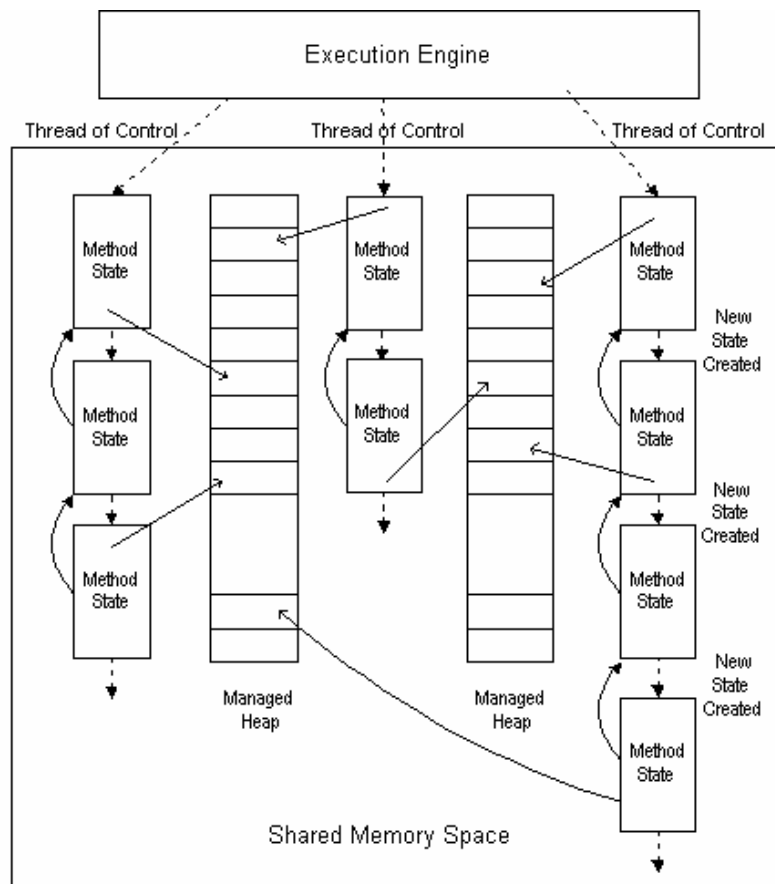 Execution Engine
Thread of Control
Thread of Control
Thread of Control
Method
State
Method
State
Method
State
New
State
Created
Method
State
Method
State
Method
State
New
State
Created
Method
State
Method
State
New
State
Created
Managed
Heap
Managed
Heap
Method
State
Shared Memory Space